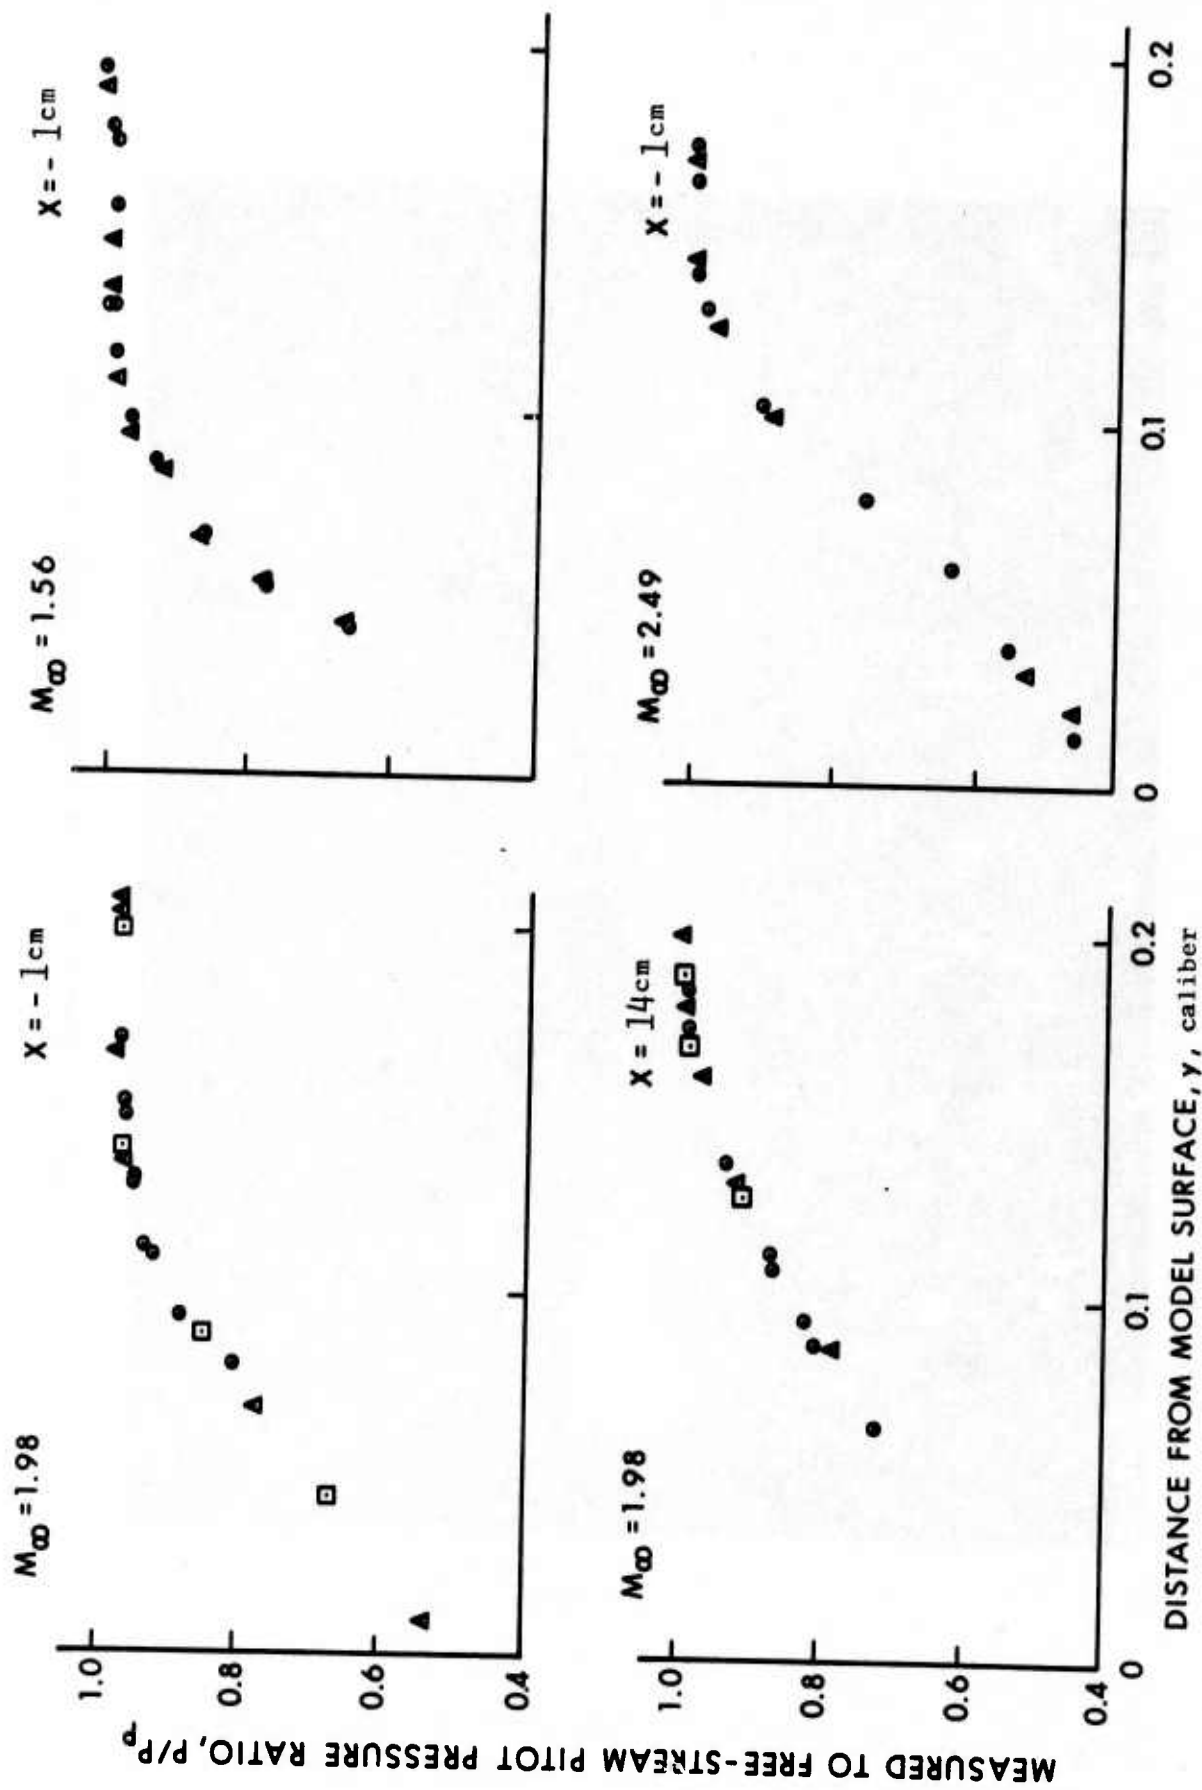 MEASURED TO FREE-STREAM PITOT PRESSURE RATIO, P/Pp
M∞ = 1.98
X = - 1cm
1.0
0.8
0.6
0.4
M∞ = 1.56
X = - 1cm
M∞ = 1.98
X = 14cm
1.0
0.8
0.6
0.4
0
0.1
0.2
M∞ = 2.49
X = - 1cm
0
0.1
0.2
DISTANCE FROM MODEL SURFACE, y, caliber